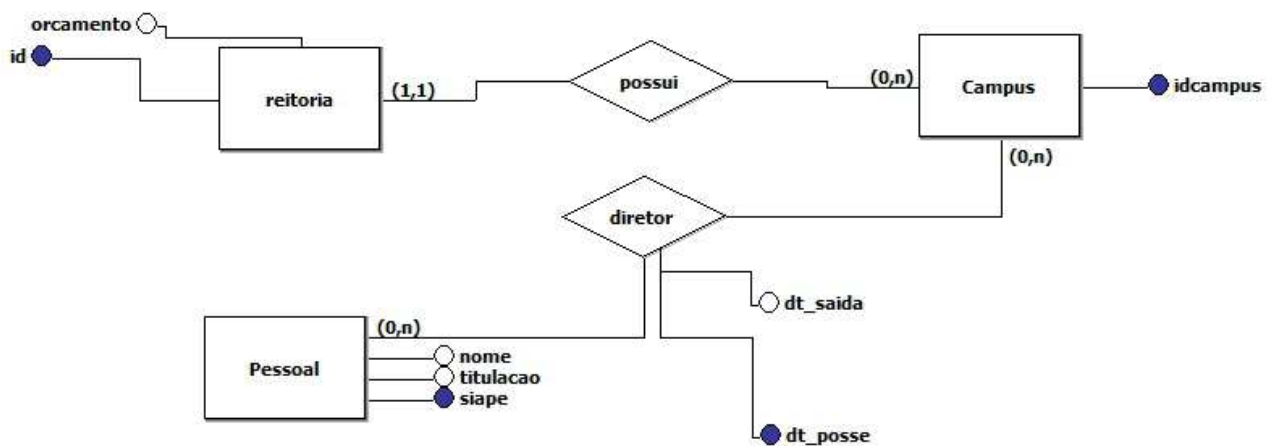 orcamento
id
reitoria
(1,1)
possui
(0,n)
Campus
idcampus
(0,n)
diretor
dt_saida
Pessoal
(0,n)
nome
titulacao
siape
dt_posse